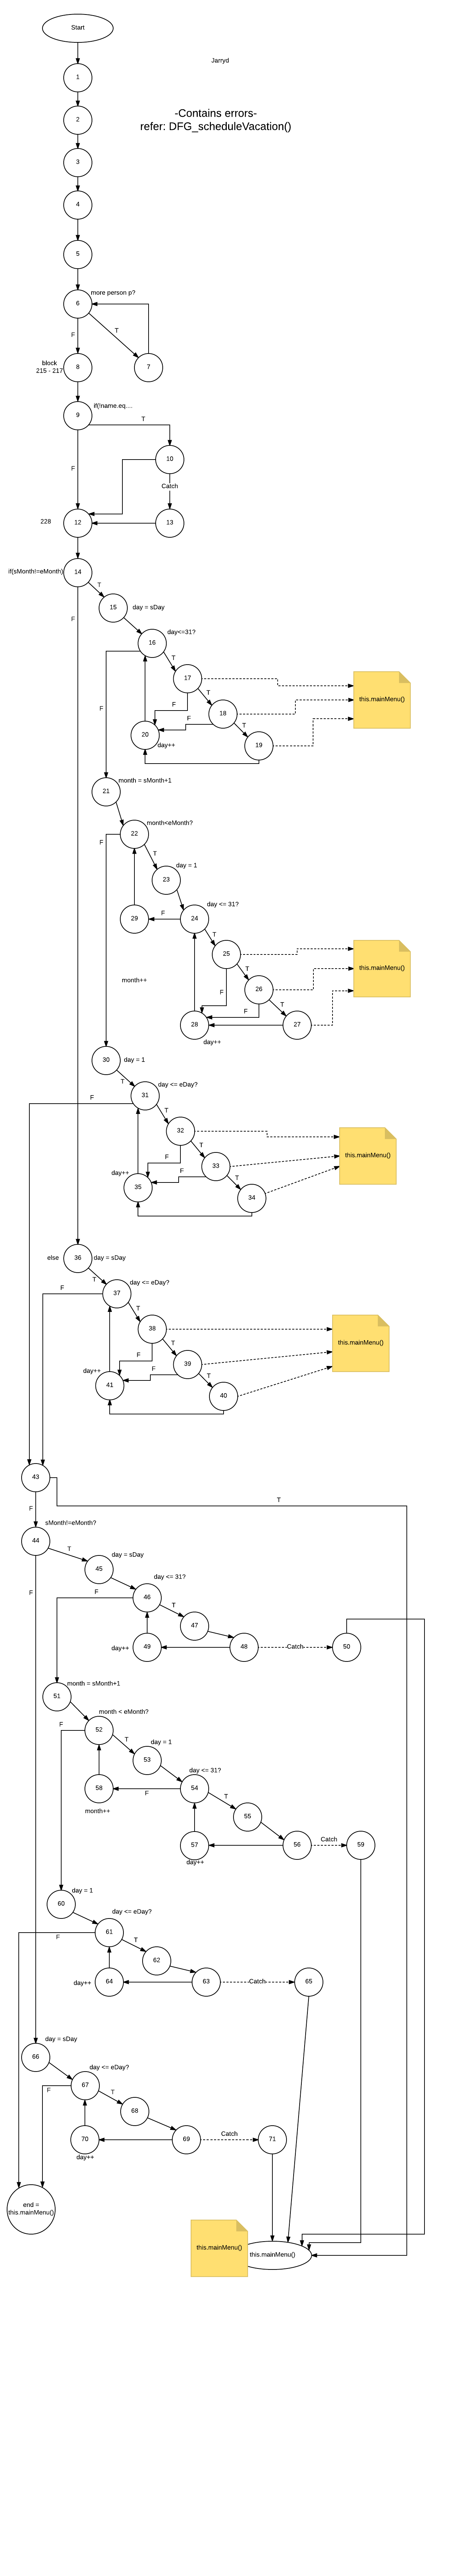 Start
Jarryd
1
-Contains errors-
refer: DFG_scheduleVacation()
2
3
4
5
more person p?
6
T
F
block
215 - 217
8
7
if(!name.eq....
9
T
10
F
Catch
228
12
13
if(sMonth!=eMonth)
14
T
15
day = sDay
F
day<=31?
16
T
17
this.mainMenu()
T
F
F
18
F
T
20
19
day++
month = sMonth+1
21
month<eMonth?
22
F
T
day = 1
23
day <= 31?
F
24
29
T
25
this.mainMenu()
T
month++
26
F
T
F
28
27
day++
30
day = 1
T
day <= eDay?
F
31
T
32
T
this.mainMenu()
F
33
F
day++
T
35
34
else
36
day = sDay
T
day <= eDay?
F
37
T
38
T
this.mainMenu()
F
39
F
day++
T
41
40
43
T
F
sMonth!=eMonth?
44
T
day = sDay
45
day <= 31?
F
F
46
T
47
day++
49
48
Catch
50
month = sMonth+1
51
month < eMonth?
F
52
T
day = 1
53
day <= 31?
54
58
F
T
month++
55
Catch
57
56
59
day++
day = 1
60
day <= eDay?
61
F
T
62
day++
64
63
Catch
65
day = sDay
66
day <= eDay?
67
F
T
68
Catch
70
69
71
day++
end =
this.mainMenu()
this.mainMenu()
this.mainMenu()